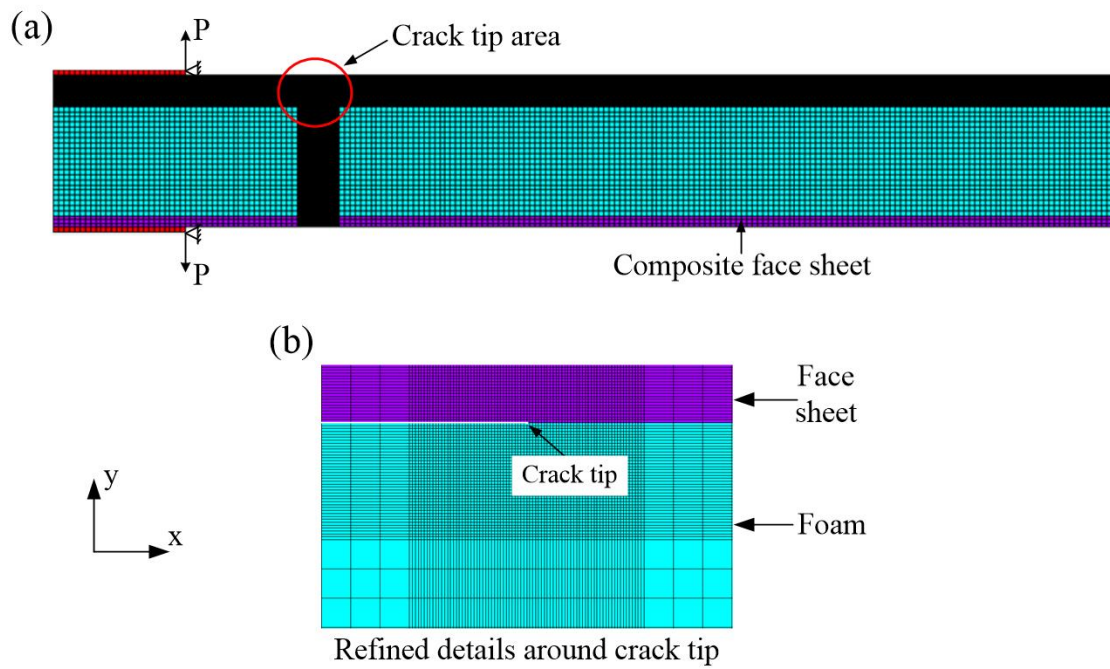 (a)
P
Crack tip area
P
Composite face sheet
(b)
Face
sheet
Crack tip
Foam
y
x
Refined details around crack tip